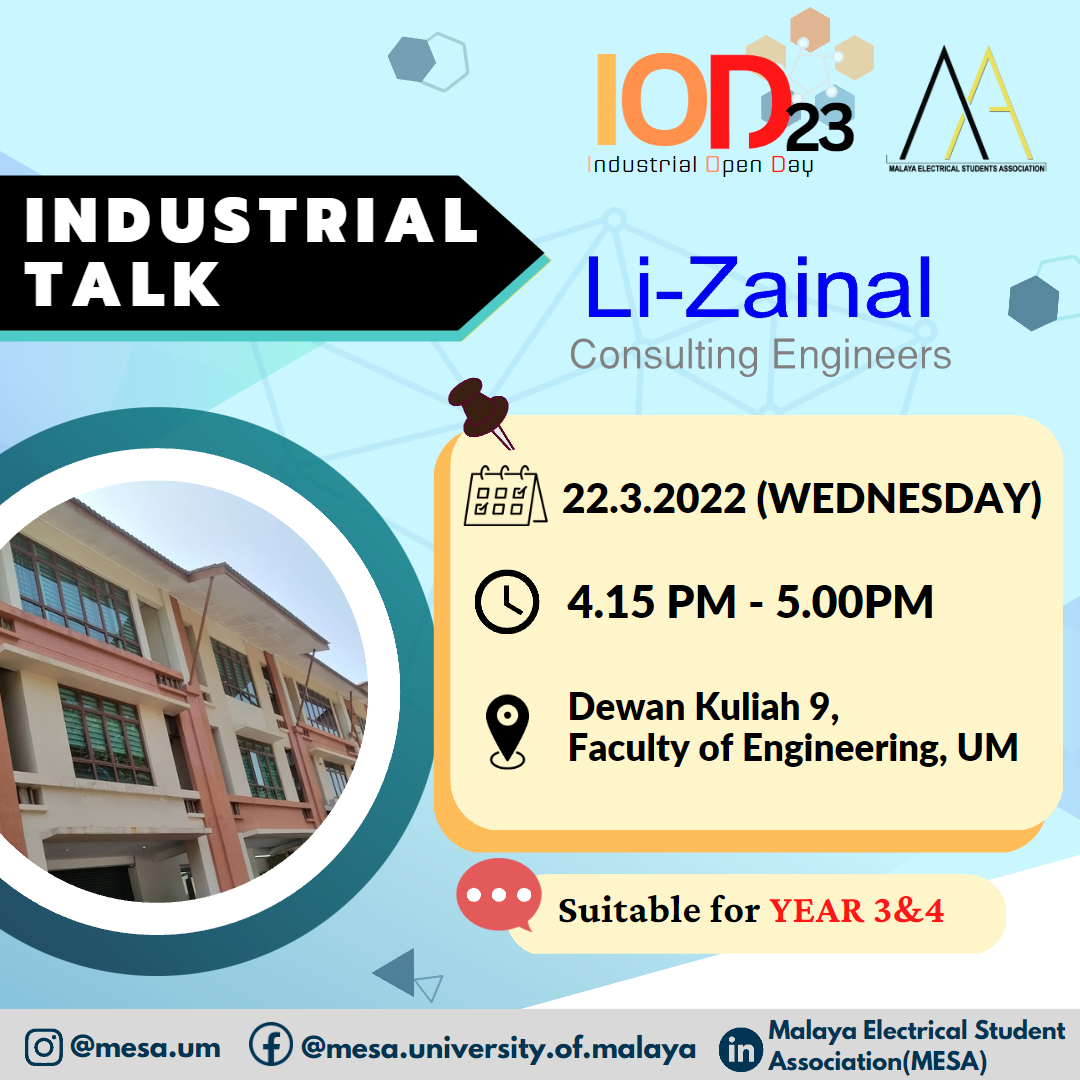 IOD23
Industrial Open Day
MALAYA ELECTRICAL STUDENTS ASSOCIATION
INDUSTRIAL
TALK
Li-Zainal
Consulting Engineers
22.3.2022 (WEDNESDAY)
4.15 PM - 5.00PM
Dewan Kuliah 9,
Faculty of Engineering, UM
Suitable for YEAR 3&4
@mesa.um
@mesa.university.of.malaya
Malaya Electrical Student
Association(MESA)